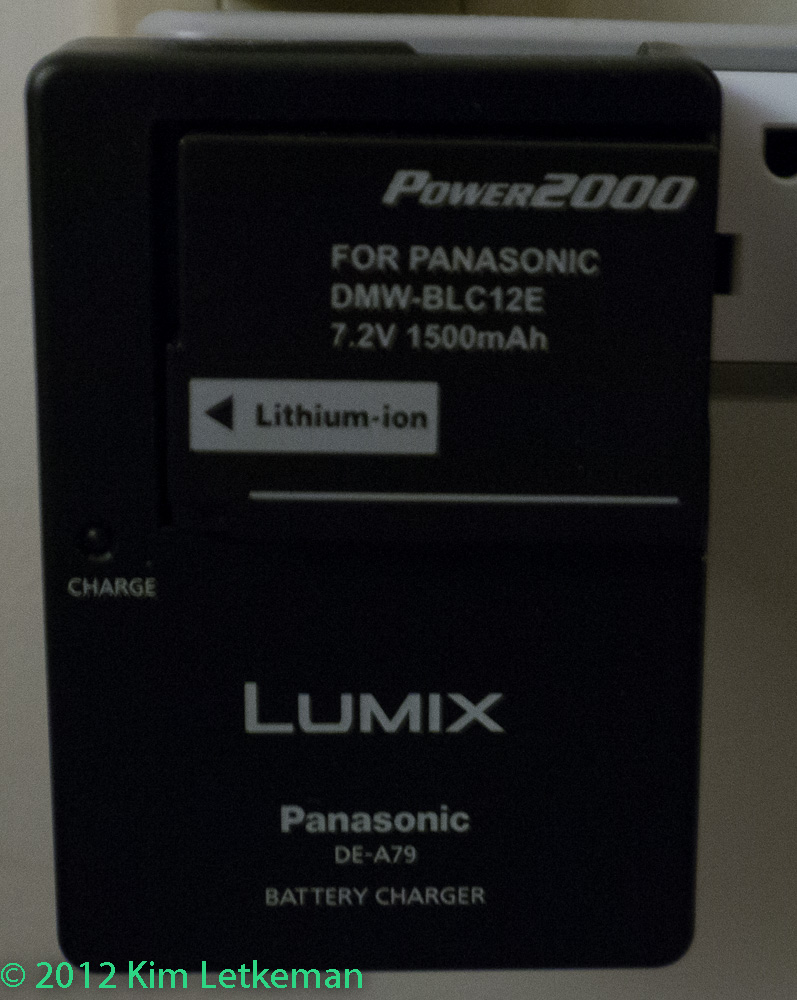 POWER2000
FOR PANASONIC
DMW-BLC12E
7.2V 1500mAh
Lithium-ion
CHARGE
LUMIX
Panasonic
DE-A79
BATTERY CHARGER
© 2012 Kim Letkeman